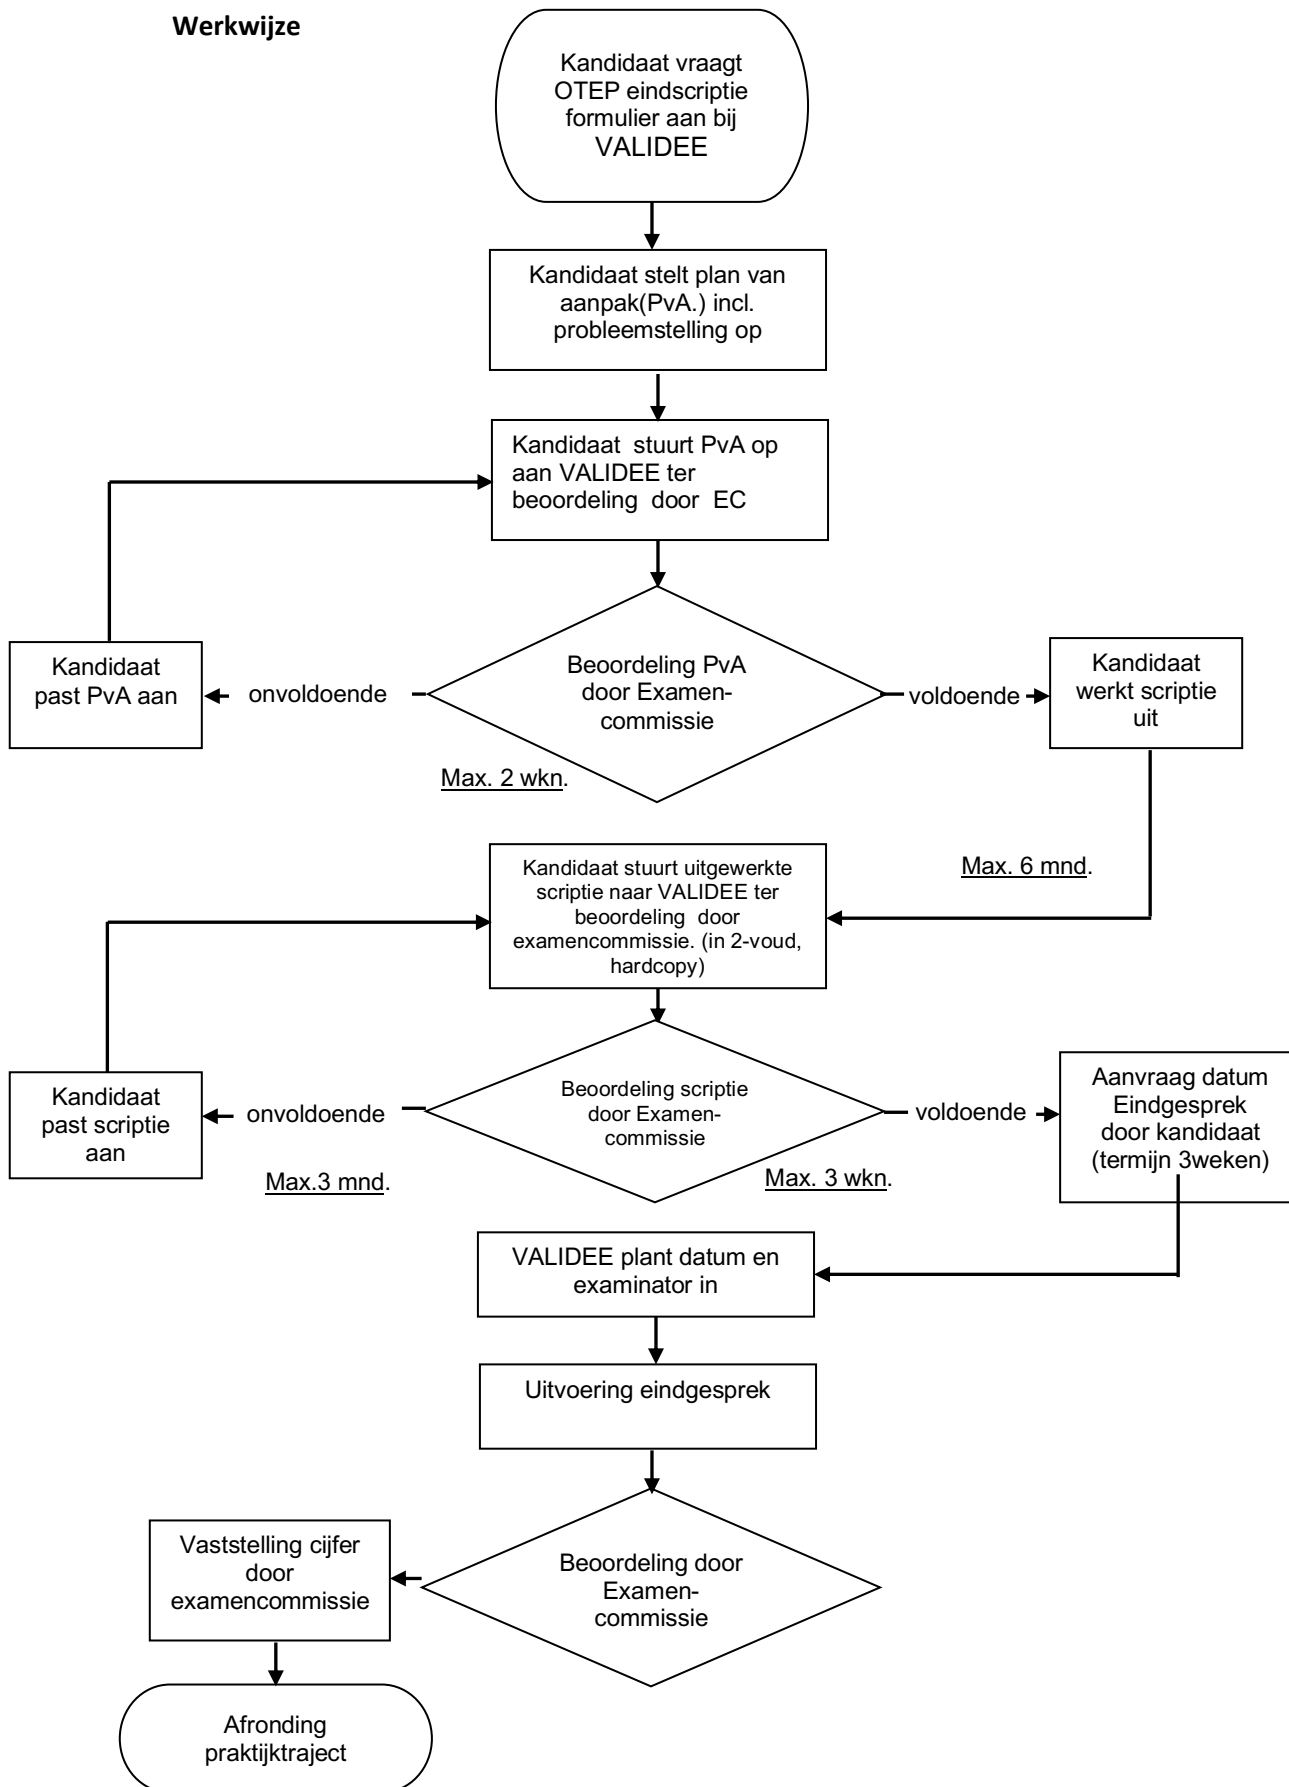 Werkwijze
Kandidaat vraagt
OTEP eindscriptie
formulier aan bij
VALIDEE
Kandidaat stelt plan van
aanpak(PvA.) incl.
probleemstelling op
Kandidaat stuurt PvA op
aan VALIDEE ter
beoordeling door EC
Kandidaat
past PvA aan
onvoldoende
Beoordeling PvA
door Examen-
commissie
voldoende
Kandidaat
werkt scriptie
uit
Max. 2 wkn.
Max. 6 mnd.
Kandidaat stuurt uitgewerkte
scriptie naar VALIDEE ter
beoordeling door
examencommissie. (in 2-voud,
hardcopy)
Kandidaat
past scriptie
aan
onvoldoende
Beoordeling scriptie
door Examen-
commissie
voldoende
Aanvraag datum
Eindgesprek
door kandidaat
(termijn 3weken)
Max.3 mnd.
Max. 3 wkn.
VALIDEE plant datum en
examinator in
Uitvoering eindgesprek
Beoordeling door
Examen-
commissie
Vaststelling cijfer
door
examencommissie
Afronding
praktijktraject